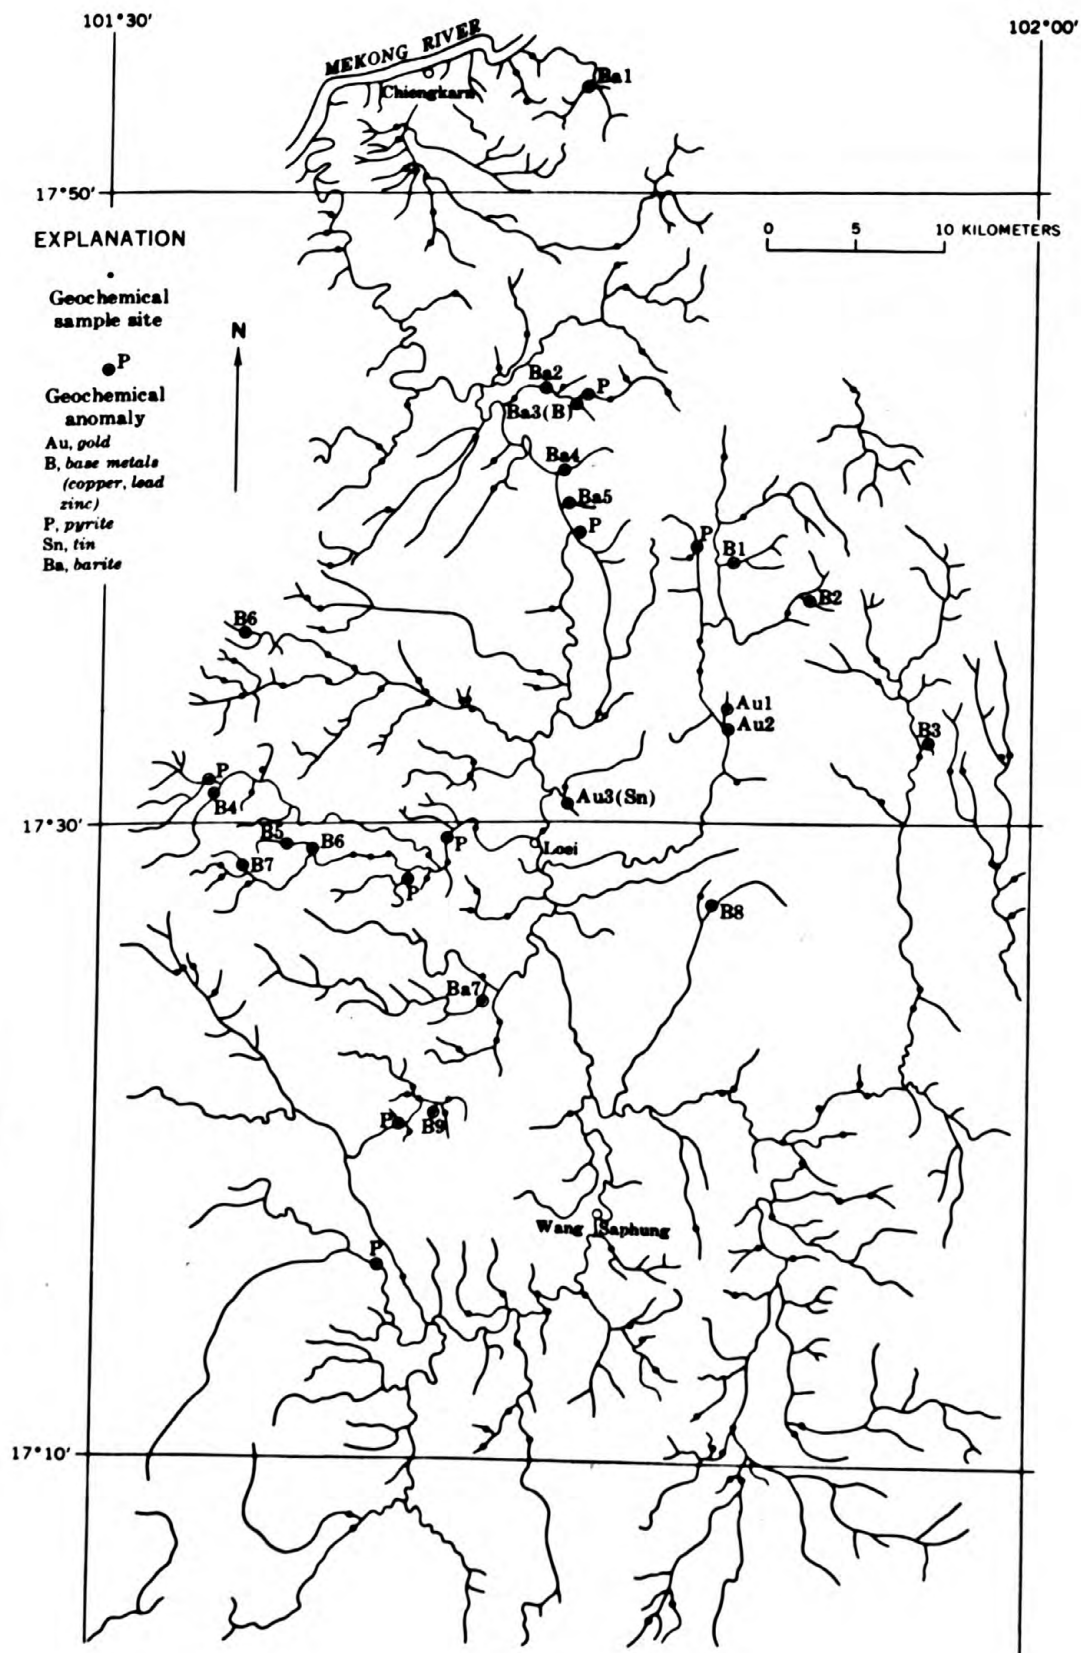 101°30'
102°00'
MEKONG RIVER
Chiengkarn
Ba1
17°50'
EXPLANATION
0 5 10 KILOMETERS
Geochemical
sample site
N
P
Geochemical
anomaly
Au, gold
B, base metals
(copper, lead
zinc)
P, pyrite
Sn, tin
Ba, barite
Ba2
P
Ba3(B)
Ba4
Ba5
P
P
B1
B2
B6
Au1
Au2
B3
P
B4
Au3(Sn)
17°30'
B5
B6
P
Loei
B7
P
B8
Ba7
P
B9
Wang Saphung
P
17°10'